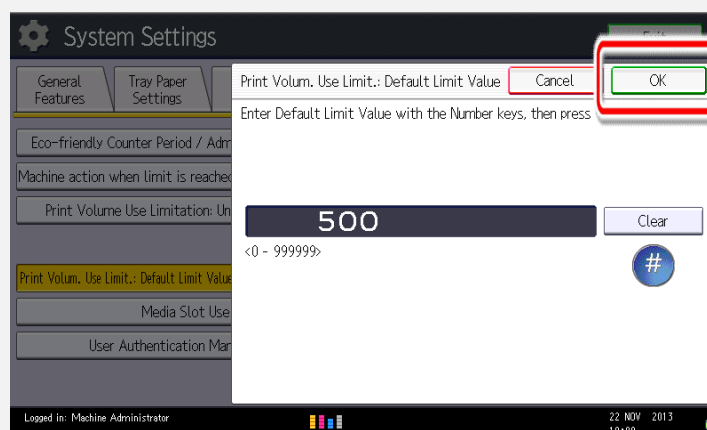 System Settings
Exit
General Features
Tray Paper Settings
Print Volum. Use Limit.: Default Limit Value
Cancel
OK
Enter Default Limit Value with the Number keys, then press
Eco-friendly Counter Period / Adm
Machine action when limit is reached
Print Volume Use Limitation: Un
500
Clear
<0 - 999999>
#
Print Volum. Use Limit.: Default Limit Value
Media Slot Use
User Authentication Man
Logged in: Machine Administrator
22 NOV 2013